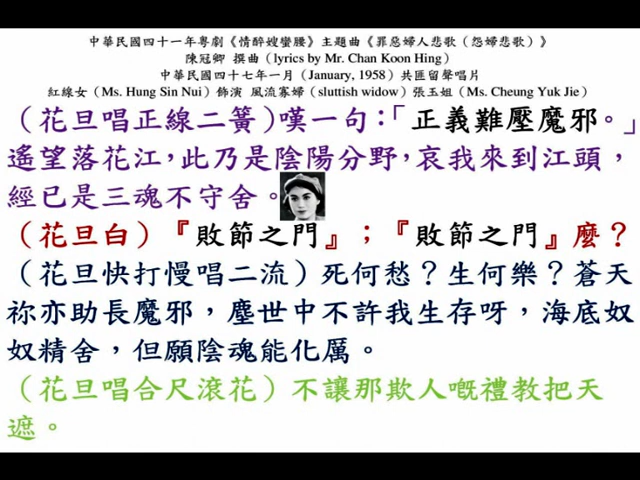 中華民國四十一年粵劇《情醉嫂蠻腰》主題曲《罪惡婦人悲歌（怨婦悲歌）》
陳冠卿 撰曲（lyrics by Mr. Chan Koon Hing）
中華民國四十七年一月（January, 1958）共匪留聲唱片
紅線女（Ms. Hung Sin Nui）飾演 風流寡婦（sluttish widow）張玉姐（Ms. Cheung Yuk Jie）
（花旦唱正線二簧）嘆一句：「正義難壓魔邪。」
遙望落花江，此乃是陰陽分野，哀我來到江頭，
經已是三魂不守舍。
（花旦白）『敗節之門』；『敗節之門』麼？
（花旦快打慢唱二流）死何愁？生何樂？蒼天
祢亦助長魔邪，塵世中不許我生存呀，海底奴
奴精舍，但願陰魂能化厲。
（花旦唱合尺滾花）不讓那欺人嘅禮教把天
遮。